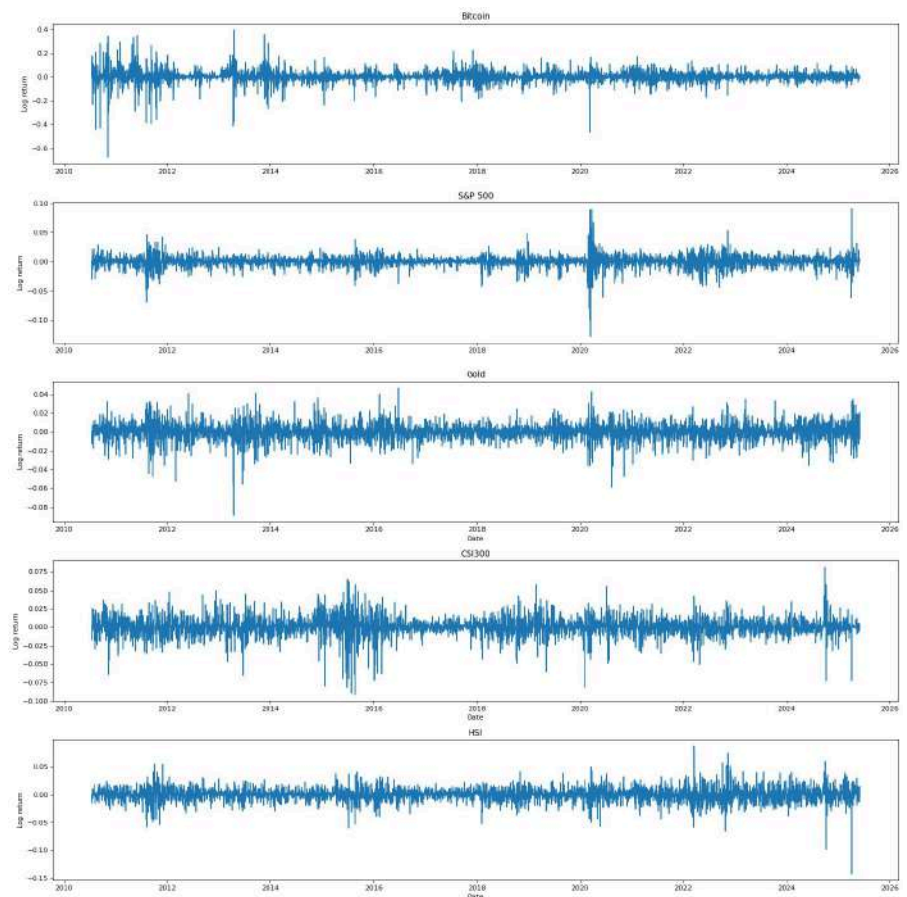 Bitcoin
0.4
0.2
0.0
−0.2
−0.4
−0.6
Log return
2010 2012 2014 2016 2018 2020 2022 2024 2026
S&P 500
0.10
0.05
0.00
−0.05
−0.10
Log return
2010 2012 2014 2016 2018 2020 2022 2024 2026
Gold
0.04
0.02
0.00
−0.02
−0.04
−0.06
−0.08
Log return
2010 2012 2014 2016 2018 2020 2022 2024 2026
Date
CSI300
0.075
0.050
0.025
0.000
−0.025
−0.050
−0.075
−0.100
Log return
2010 2012 2014 2016 2018 2020 2022 2024 2026
Date
HSI
0.05
0.00
−0.05
−0.10
−0.15
Log return
2010 2012 2014 2016 2018 2020 2022 2024 2026
Date